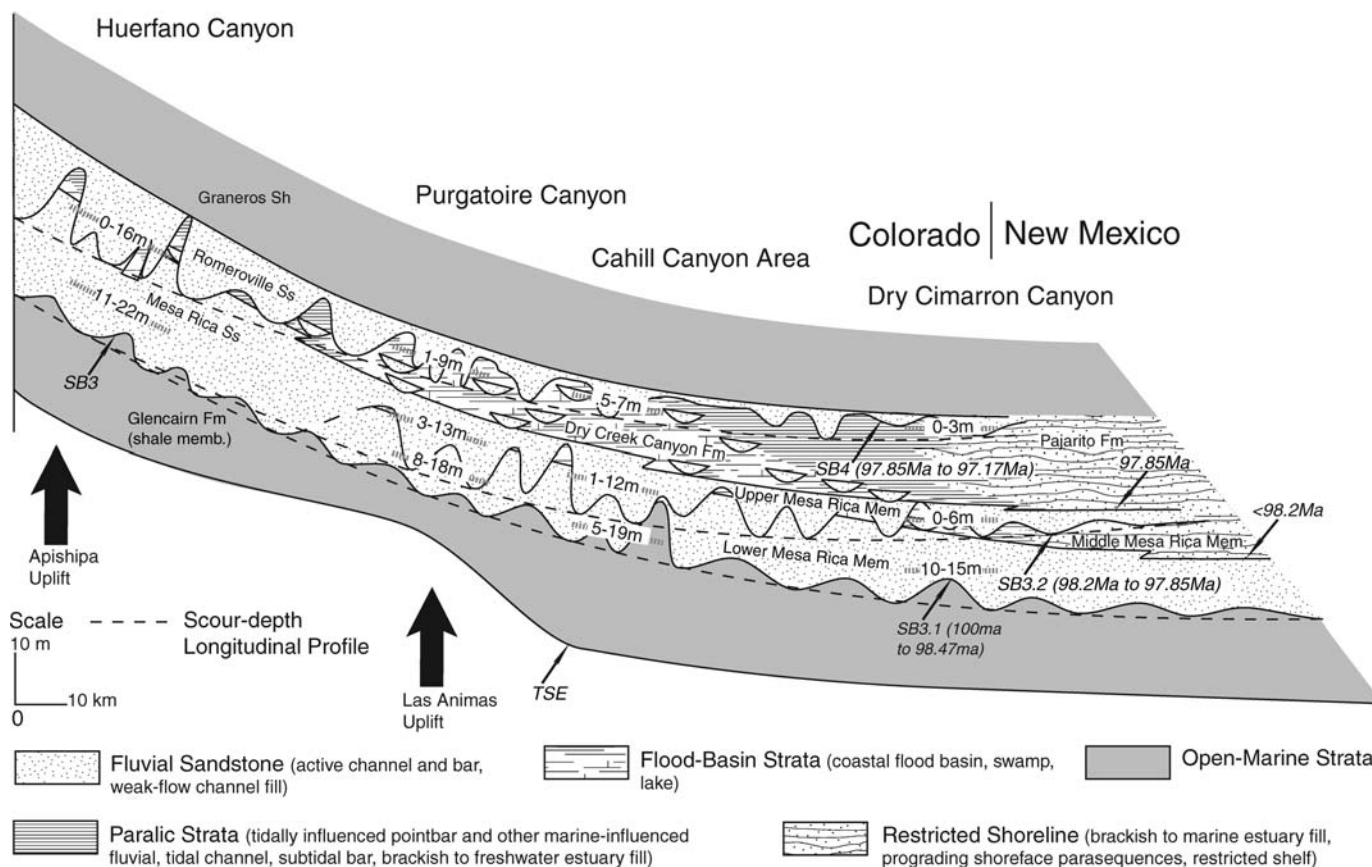 Huerfano Canyon
Graneros Sh
Purgatoire Canyon
Cahill Canyon Area
Colorado | New Mexico
Dry Cimarron Canyon
0-16m
Romeroville Ss
Mesa Rica Ss
11-22m
SB3
Glencairn Fm
(shale memb.)
1-9m
.5-7m
0-3m
Pajarito Fm
Dry Creek Canyon Fm
SB4 (97.85Ma to 97.17Ma)
97.85Ma
3-13m
8-18m
1-12m
5-19m
Upper Mesa Rica Mem
0-6m
<98.2Ma
Middle Mesa Rica Mem
Lower Mesa Rica Mem
10-15m
SB3.2 (98.2Ma to 97.85Ma)
SB3.1 (100ma
to 98.47ma)
Apishipa
Uplift
Las Animas
Uplift
TSE
Scale
10 m
10 km
0
Scour-depth
Longitudinal Profile
Fluvial Sandstone (active channel and bar,
weak-flow channel fill)
Flood-Basin Strata (coastal flood basin, swamp,
lake)
Open-Marine Strata
Paralic Strata (tidally influenced pointbar and other marine-influenced
fluvial, tidal channel, subtidal bar, brackish to freshwater estuary fill)
Restricted Shoreline (brackish to marine estuary fill,
prograding shoreface parasequences, restricted shelf)